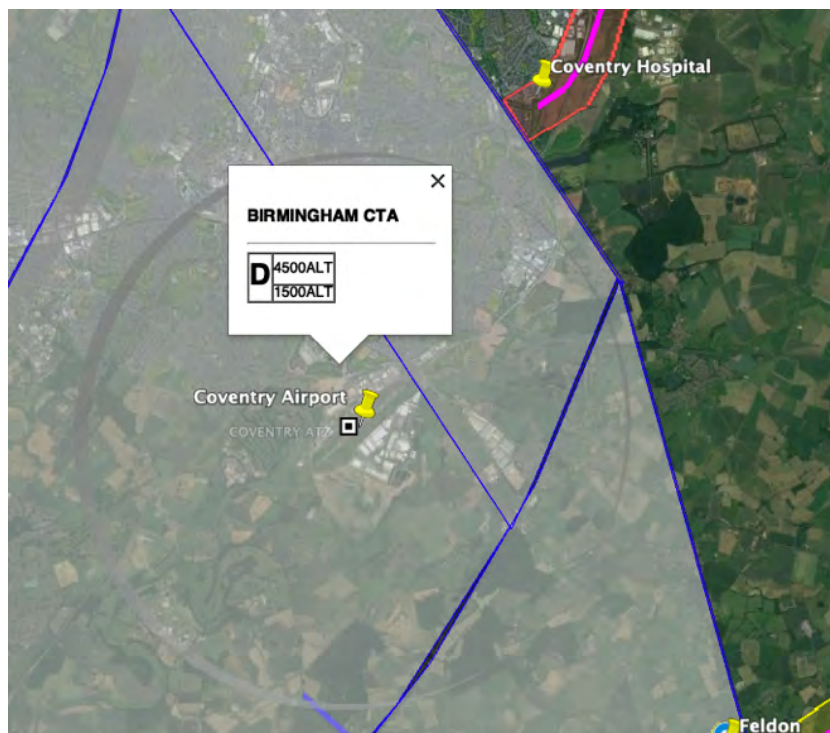 Coventry Hospital
BIRMINGHAM CTA
D 4500ALT
1500ALT
Coventry Airport
COVENTRY ATZ
Feldon